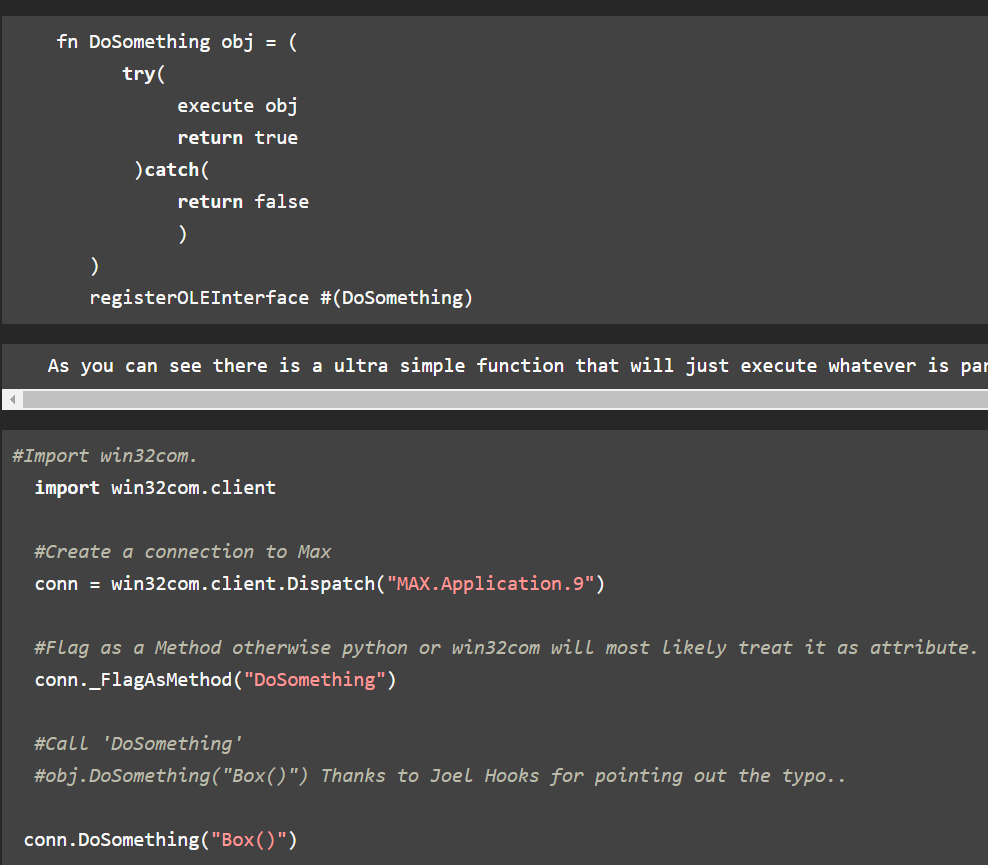 fn DoSomething obj = (
try(
execute obj
return true
)catch(
return false
)
)
registerOLEInterface #(DoSomething)
As you can see there is a ultra simple function that will just execute whatever is
#Import win32com.
import win32com.client
#Create a connection to Max
conn = win32com.client.Dispatch("MAX.Application.9")
#Flag as a Method otherwise python or win32com will most likely treat it as attribute.
conn._FlagAsMethod("DoSomething")
#Call 'DoSomething'
#obj.DoSomething("Box()") Thanks to Joel Hooks for pointing out the typo..
conn.DoSomething("Box()")